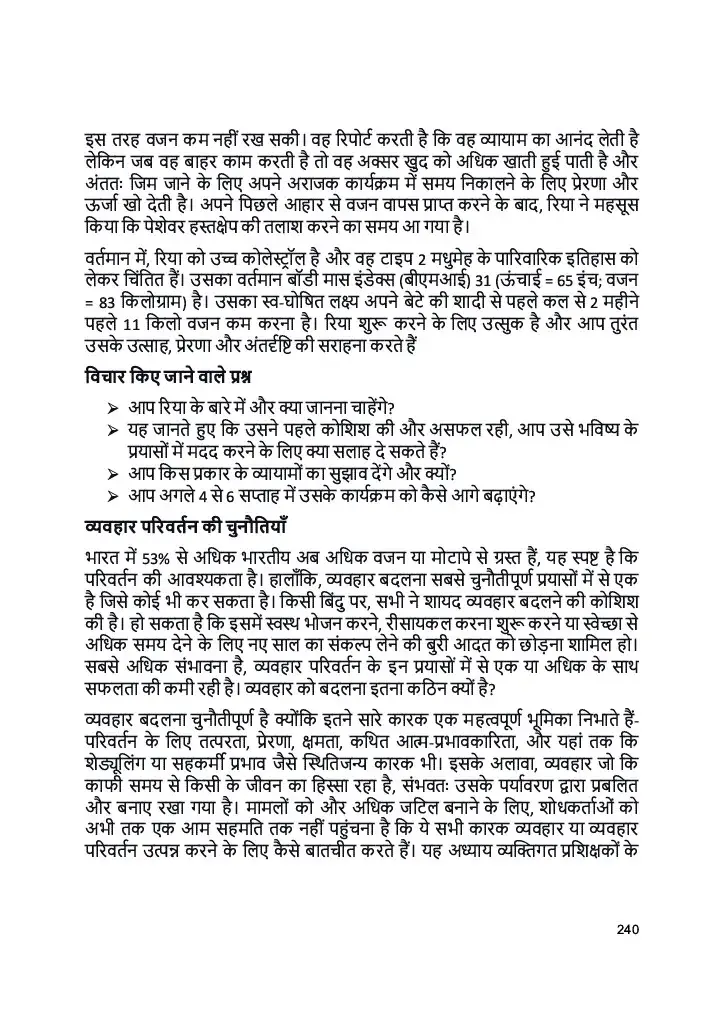 इस तरह वजन कम नहीं रख सकी। वह रिपोर्ट करती है कि वह व्यायाम का आनंद लेती है
लेकिन जब वह बाहर काम करती है तो वह अक्सर खुद को अधिक खाती हुई पाती है और
अंततः जिम जाने के लिए अपने अराजक कार्यक्रम में समय निकालने के लिए प्रेरणा और
ऊर्जा खो देती है। अपने पिछले आहार से वजन वापस प्राप्त करने के बाद, रिया ने महसूस
किया कि पेशेवर हस्तक्षेप की तलाश करने का समय आ गया है।
वर्तमान में, रिया को उच्च कोलेस्ट्रॉल है और वह टाइप 2 मधुमेह के पारिवारिक इतिहास को
लेकर चिंतित हैं। उसका वर्तमान बॉडी मास इंडेक्स (बीएमआई) 31 (ऊंचाई = 65 इंच; वजन
= 83 किलोग्राम) है। उसका स्व-घोषित लक्ष्य अपने बेटे की शादी से पहले कल से 2 महीने
पहले 11 किलो वजन कम करना है। रिया शुरू करने के लिए उत्सुक है और आप तुरंत
उसके उत्साह, प्रेरणा और अंतर्दृष्टि की सराहना करते हैं
विचार किए जाने वाले प्रश्न
➢ आप रिया के बारे में और क्या जानना चाहेंगे?
➢ यह जानते हुए कि उसने पहले कोशिश की और असफल रही, आप उसे भविष्य के
प्रयासों में मदद करने के लिए क्या सलाह दे सकते हैं?
➢ आप किस प्रकार के व्यायामों का सुझाव देंगे और क्यों?
➢ आप अगले 4 से 6 सप्ताह में उसके कार्यक्रम को कैसे आगे बढ़ाएंगे?
व्यवहार परिवर्तन की चुनौतियाँ
भारत में 53% से अधिक भारतीय अब अधिक वजन या मोटापे से ग्रस्त हैं, यह स्पष्ट है कि
परिवर्तन की आवश्यकता है। हालाँकि, व्यवहार बदलना सबसे चुनौतीपूर्ण प्रयासों में से एक
है जिसे कोई भी कर सकता है। किसी बिंदु पर, सभी ने शायद व्यवहार बदलने की कोशिश
की है। हो सकता है कि इसमें स्वस्थ भोजन करने, रीसायकल करना शुरू करने या स्वेच्छा से
अधिक समय देने के लिए नए साल का संकल्प लेने की बुरी आदत को छोड़ना शामिल हो।
सबसे अधिक संभावना है, व्यवहार परिवर्तन के इन प्रयासों में से एक या अधिक के साथ
सफलता की कमी रही है। व्यवहार को बदलना इतना कठिन क्यों है?
व्यवहार बदलना चुनौतीपूर्ण है क्योंकि इतने सारे कारक एक महत्वपूर्ण भूमिका निभाते हैं-
परिवर्तन के लिए तत्परता, प्रेरणा, क्षमता, कथित आत्म-प्रभावकारिता, और यहां तक कि
शेड्यूलिंग या सहकर्मी प्रभाव जैसे स्थितिजन्य कारक भी। इसके अलावा, व्यवहार जो कि
काफी समय से किसी के जीवन का हिस्सा रहा है, संभवतः उसके पर्यावरण द्वारा प्रबलित
और बनाए रखा गया है। मामलों को और अधिक जटिल बनाने के लिए, शोधकर्ताओं को
अभी तक एक आम सहमति तक नहीं पहुंचना है कि ये सभी कारक व्यवहार या व्यवहार
परिवर्तन उत्पन्न करने के लिए कैसे बातचीत करते हैं। यह अध्याय व्यक्तिगत प्रशिक्षकों के
240